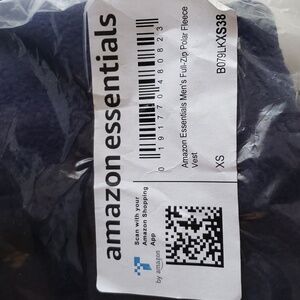 amazon essentials
0 191770 480823
Amazon Essentials Men's Full-Zip Polar Fleece
Vest
B079LKXS38
XS
Scan with your
Amazon Shopping
App
by amazon